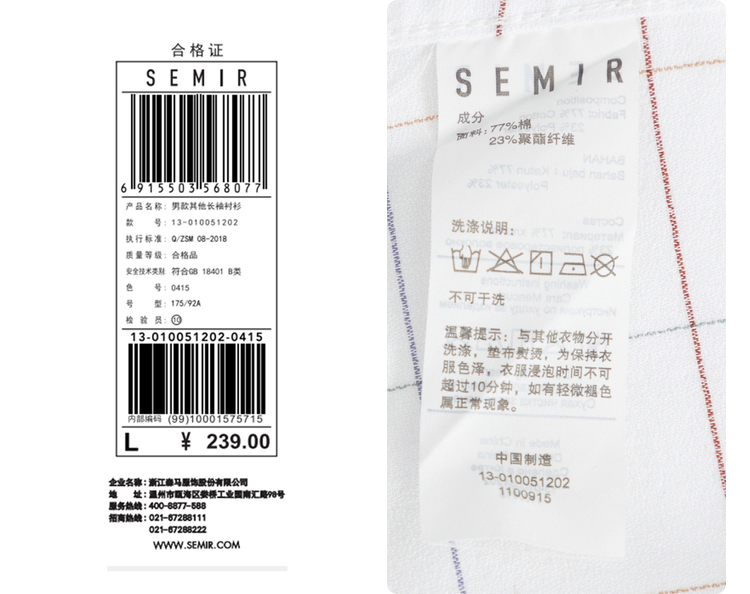 合格证
SEMIR
6 915503 568077
产品名称: 男款其他长袖衬衫
款 号: 13-010051202
执行标准: Q/ZSM 08-2018
质量等级: 合格品
安全技术类别: 符合GB 18401 B类
色 号: 0415
号 型: 175/92A
检 验 员: ⑩
13-010051202-0415
内部编码 (99)10001575715
L ¥ 239.00
企业名称: 浙江森马服饰股份有限公司
地 址: 温州市瓯海区娄桥工业园南汇路98号
服务热线: 400-8877-588
招商热线: 021-67288111
021-67288222
WWW.SEMIR.COM
SEMIR
成分
面料: 77%棉
23%聚酯纤维
洗涤说明:
不可干洗
温馨提示: 与其他衣物分开
洗涤, 垫布熨烫, 为保持衣
服色泽, 衣服浸泡时间不可
超过10分钟, 如有轻微褪色
属正常现象。
中国制造
13-010051202
1100915